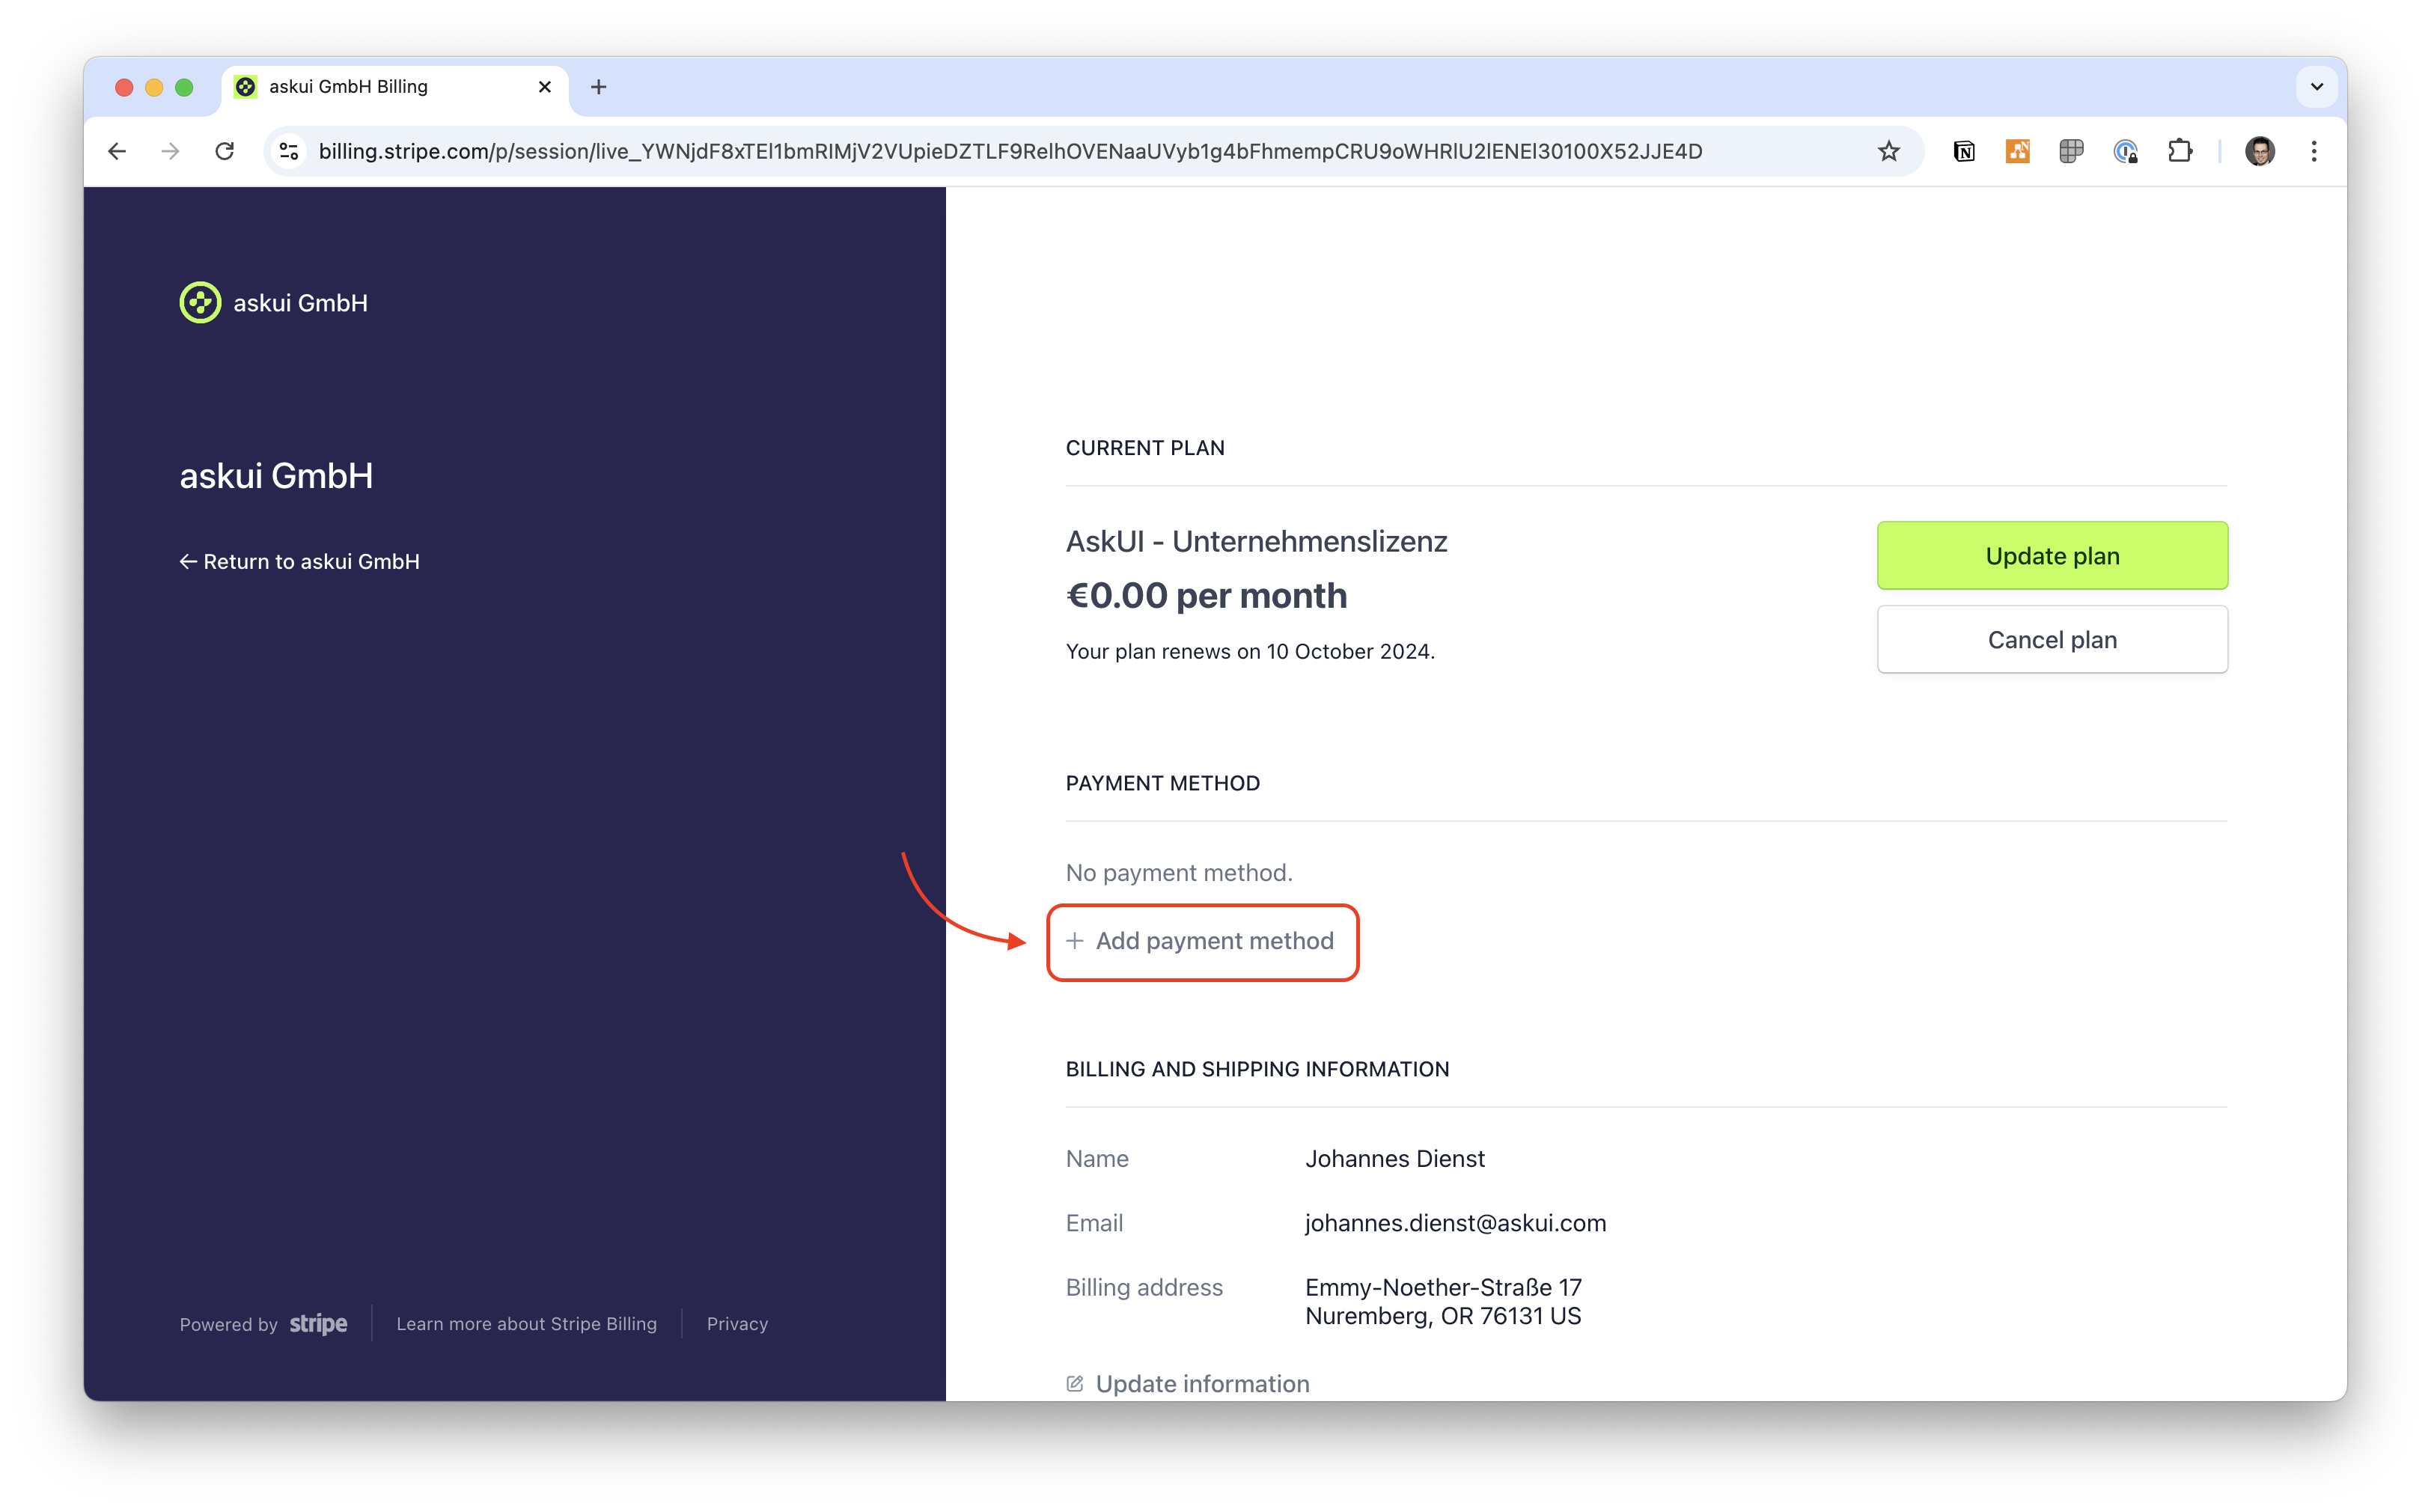 askui GmbH Billing
billing.stripe.com/p/session/live_YWNjdF8xTEl1bmRIMjV2VUpieDZTLF9RelhOVENaaUVyb1g4bFhmempCRU9oWHRlU2lENEl30100X52JJE4D
askui GmbH
askui GmbH
Return to askui GmbH
Powered by stripe
Learn more about Stripe Billing
Privacy
CURRENT PLAN
AskUI - Unternehmenslizenz
€0.00 per month
Your plan renews on 10 October 2024.
Update plan
Cancel plan
PAYMENT METHOD
No payment method.
Add payment method
BILLING AND SHIPPING INFORMATION
Name Johannes Dienst
Email johannes.dienst@askui.com
Billing address Emmy-Noether-Straße 17
Nuremberg, OR 76131 US
Update information